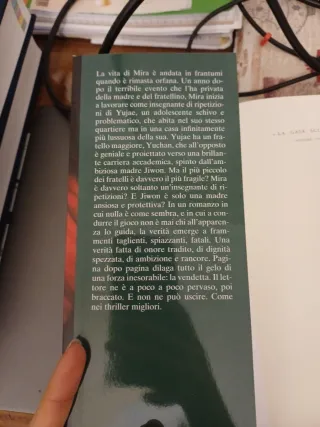 La vita di Mira è andata in frantumi
quando è rimasta orfana. Un anno dopo
il terribile evento che l'ha privata
della madre e del fratellino, Mira inizia
a lavorare come insegnante di ripetizio-
ni di Yujae, un adolescente schivo e
problematico, che abita nel suo stesso
quartiere ma in una casa infinitamente
più lussuosa della sua. Yujae ha un fra-
tello maggiore, Yuchan, che all'opposto
è geniale e proiettato verso una brillan-
te carriera accademica, spinto dall'am-
biziosa madre Jiwon. Ma il più piccolo
dei fratelli è davvero il più fragile? Mira
è davvero soltanto un'insegnante di ri-
petizioni? E Jiwon è solo una madre
ansiosa e protettiva? In un romanzo in
cui nulla è come sembra, e in cui a con-
durre il gioco non è mai chi all'apparen-
za lo guida, la verità emerge a fram-
menti taglienti, spiazzanti, fatali. Una
verità fatta di onore tradito, di dignità
spezzata, di ambizione e rancore. Pagi-
na dopo pagina dilaga tutto il gelo di
una forza inesorabile: la vendetta. Il let-
tore ne è a poco a poco pervaso, poi
braccato. E non ne può uscire. Come
nei thriller migliori.